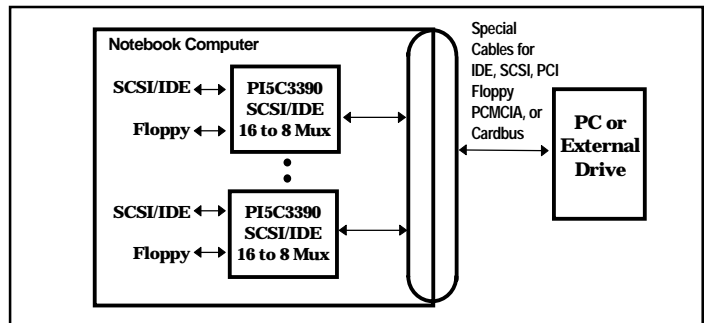 Notebook Computer
SCSI/IDE
Floppy
PI5C3390
SCSI/IDE
16 to 8 Mux
SCSI/IDE
Floppy
PI5C3390
SCSI/IDE
16 to 8 Mux
Special
Cables for
IDE, SCSI, PCI
Floppy
PCMCIA, or
Cardbus
PC or
External
Drive